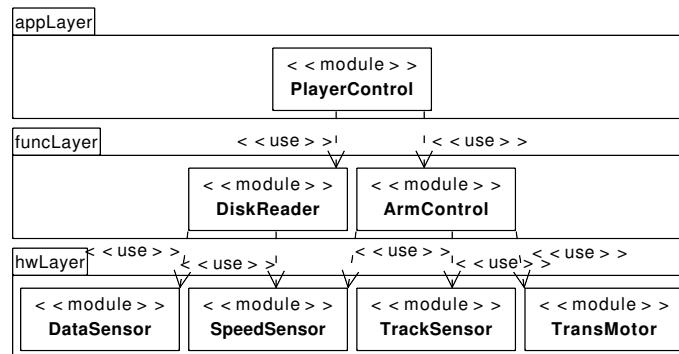 appLayer
< < module > >
PlayerControl
< < use > > < < use > >
funcLayer
< < module > > < < module > >
DiskReader ArmControl
< < use > > < < use > > < < use > >
hwLayer < < use > > < < use > >
< < module > > < < module > > < < module > > < < module > >
DataSensor SpeedSensor TrackSensor TransMotor